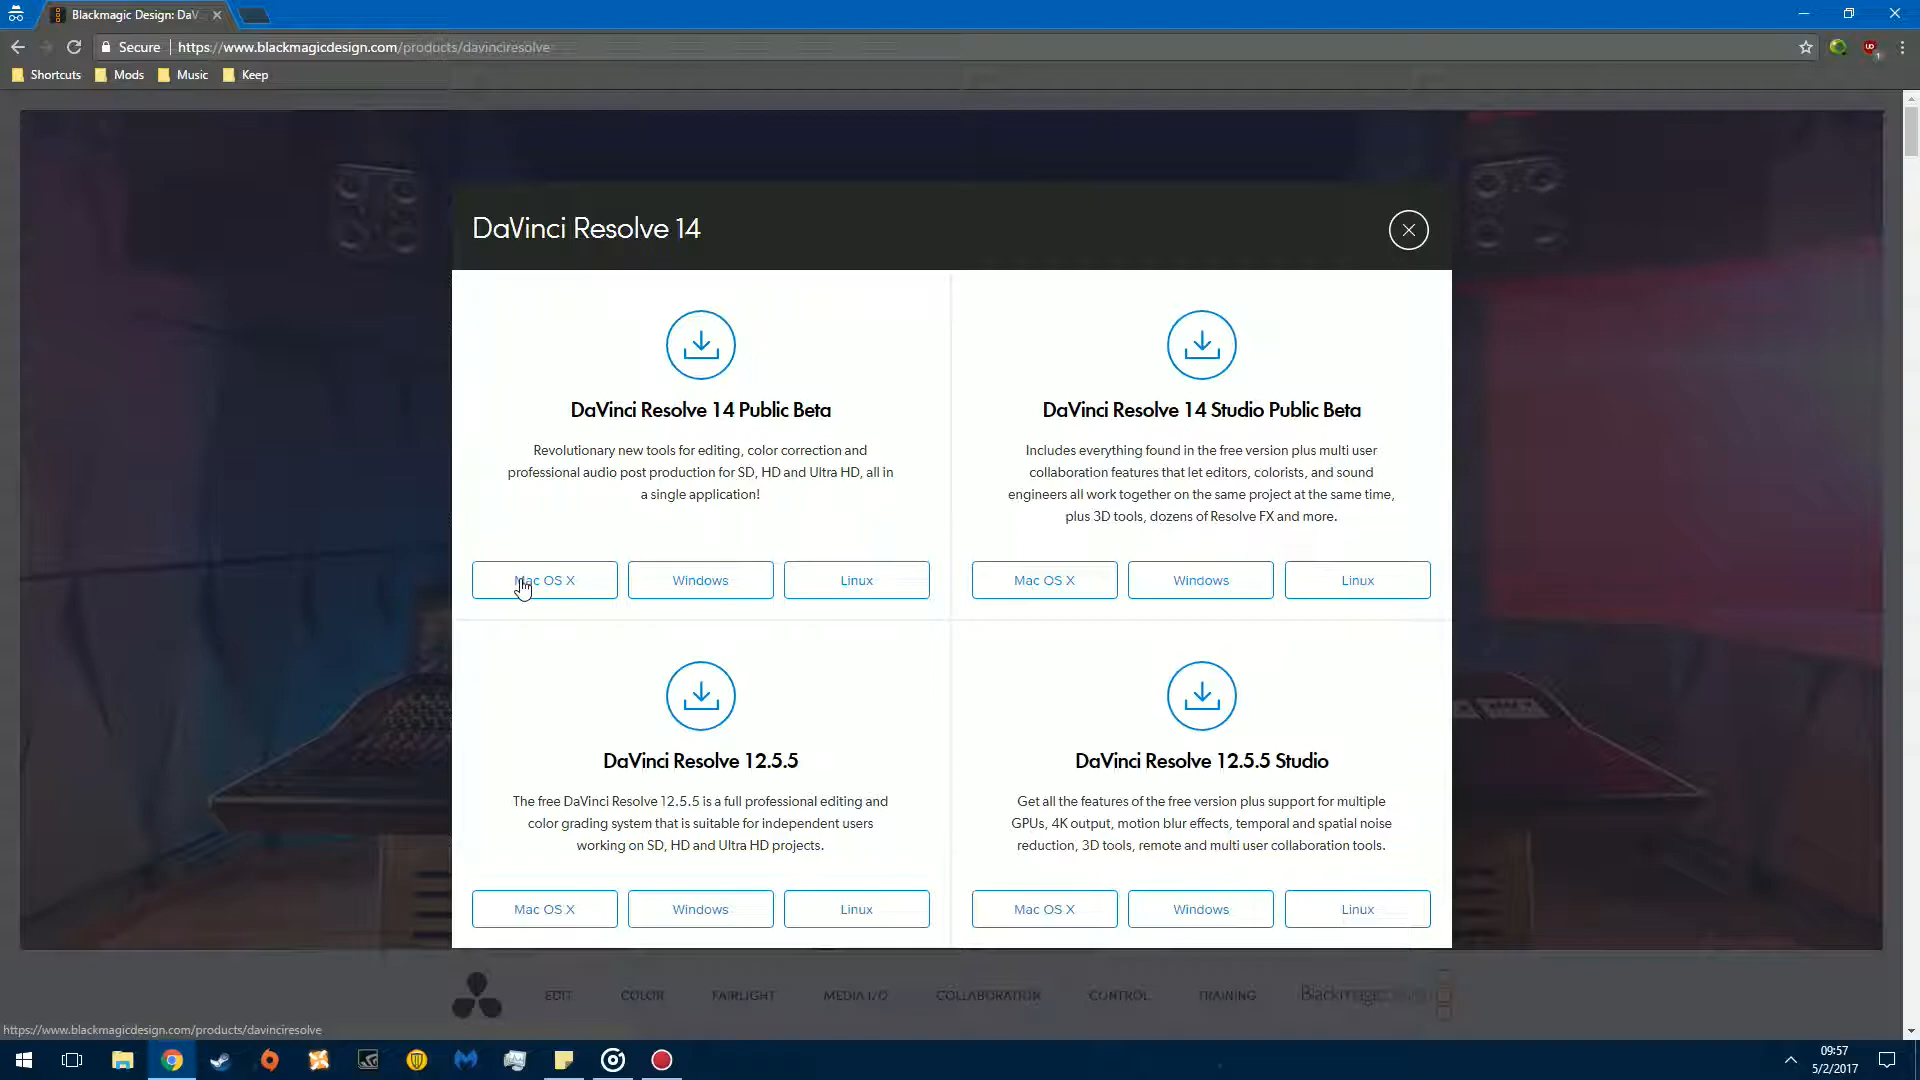 Blackmagic Design: DaV
Secure
https://www.blackmagicdesign.com/products/davinciresolve
Shortcuts
Mods
Music
Keep
DaVinci Resolve 14
DaVinci Resolve 14 Public Beta
Revolutionary new tools for editing, color correction and
professional audio post production for SD, HD and Ultra HD, all in
a single application!
Mac OS X
Windows
Linux
DaVinci Resolve 14 Studio Public Beta
Includes everything found in the free version plus multi user
collaboration features that let editors, colorists, and sound
engineers all work together on the same project at the same time,
plus 3D tools, dozens of Resolve FX and more.
Mac OS X
Windows
Linux
DaVinci Resolve 12.5.5
The free DaVinci Resolve 12.5.5 is a full professional editing and
color grading system that is suitable for independent users
working on SD, HD and Ultra HD projects.
Mac OS X
Windows
Linux
DaVinci Resolve 12.5.5 Studio
Get all the features of the free version plus support for multiple
GPUs, 4K output, motion blur effects, temporal and spatial noise
reduction, 3D tools, remote and multi user collaboration tools.
Mac OS X
Windows
Linux
EDIT
COLOR
FAIRLIGHT
MEDIA I/O
COLLABORATION
CONTROL
TRAINING
Blackmagicdesign
https://www.blackmagicdesign.com/products/davinciresolve
09:57
5/2/2017